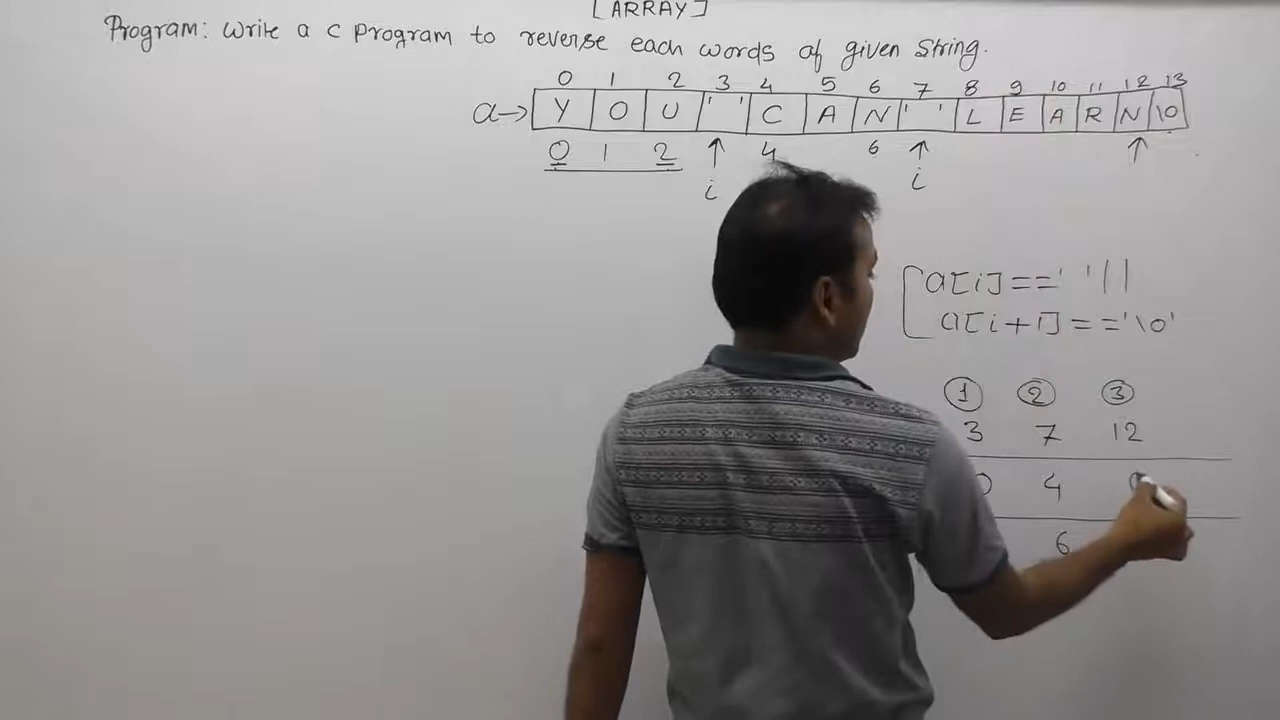 [ARRAY]
Program: Write a C program to reverse each words of given string.
0 1 2 3 4 5 6 7 8 9 10 11 12 13
a→ Y O U ' ' C A N ' ' L E A R N \0
0 1 2 ↑ 4 6 ↑ ↑
i i
a[i]==' '||
a[i+1]=='\0'
① ② ③
3 7 12
0 4
6